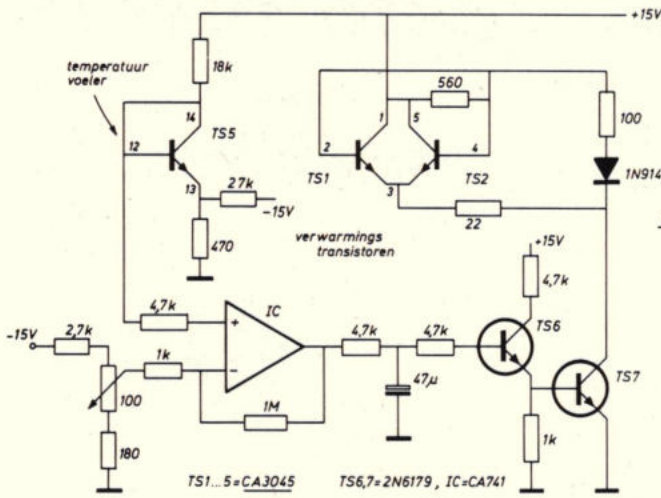 +15V
temperatuur
voeler
18k
560
100
14
12
TS5
13
1
5
2
4
TS1
TS2
3
1N914
2.7k
-15V
470
22
verwarmings
transistoren
+15V
4,7k
IC
4,7k
+
-
-15V
2,7k
1k
4,7k
4,7k
TS6
100
1M
47µ
TS7
180
1k
TS1...5=CA3045
TS6,7=2N6179 , IC=CA741